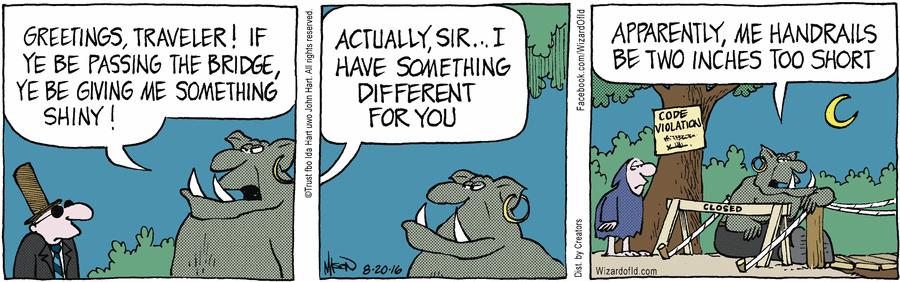 GREETINGS, TRAVELER! IF
YE BE PASSING THE BRIDGE,
YE BE GIVING ME SOMETHING
SHINY!
©Trust fbo Ida Hart uwo John Hart. All rights reserved.
ACTUALLY, SIR... I
HAVE SOMETHING
DIFFERENT
FOR YOU
8-20-16
Facebook.com/WizardOfId
Dist. by Creators
APPARENTLY, ME HANDRAILS
BE TWO INCHES TOO SHORT
CODE
VIOLATION
CLOSED
WizardofId.com